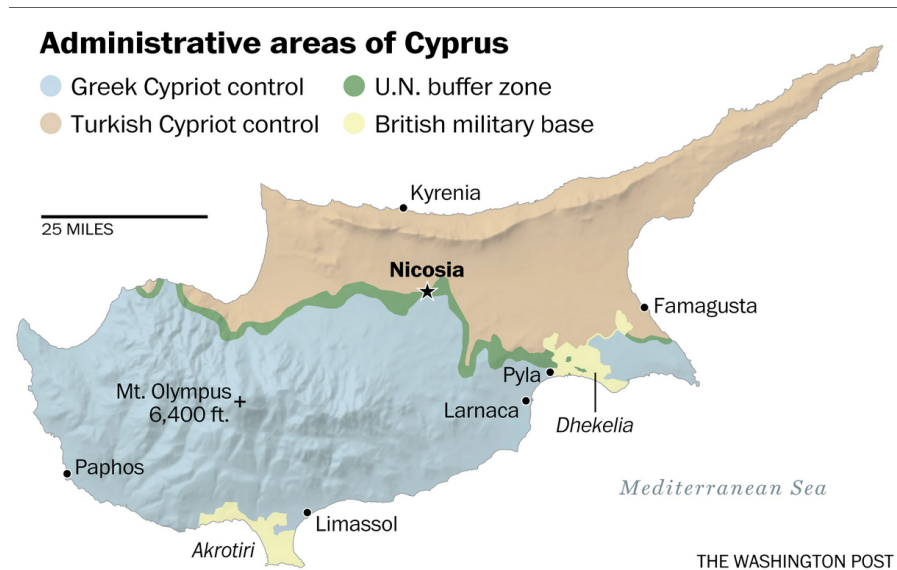 Administrative areas of Cyprus
Greek Cypriot control
U.N. buffer zone
Turkish Cypriot control
British military base
Kyrenia
25 MILES
Nicosia
Famagusta
Pyla
Mt. Olympus
6,400 ft.
Larnaca
Dhekelia
Paphos
Mediterranean Sea
Limassol
Akrotiri
THE WASHINGTON POST